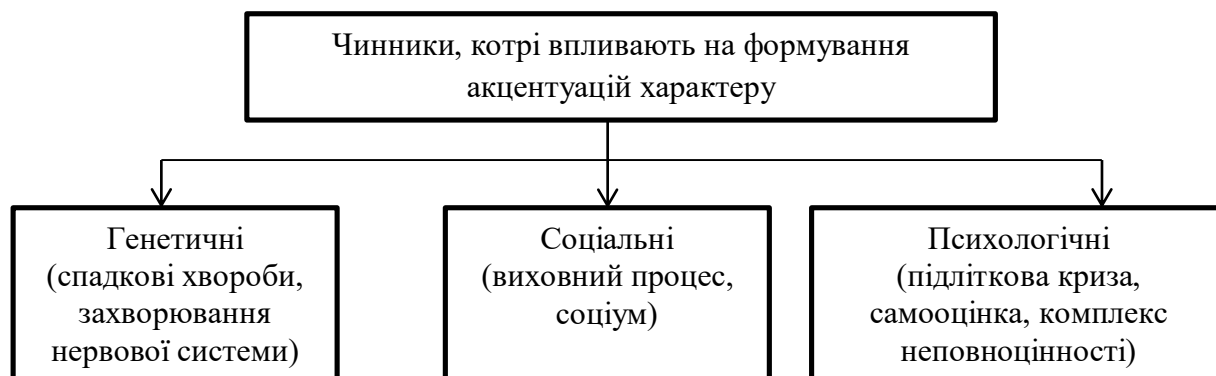 Чинники, котрі впливають на формування
акцентуацій характеру
Генетичні
(спадкові хвороби,
захворювання
нервової системи)
Соціальні
(виховний процес,
соціум)
Психологічні
(підліткова криза,
самооцінка, комплекс
неповноцінності)